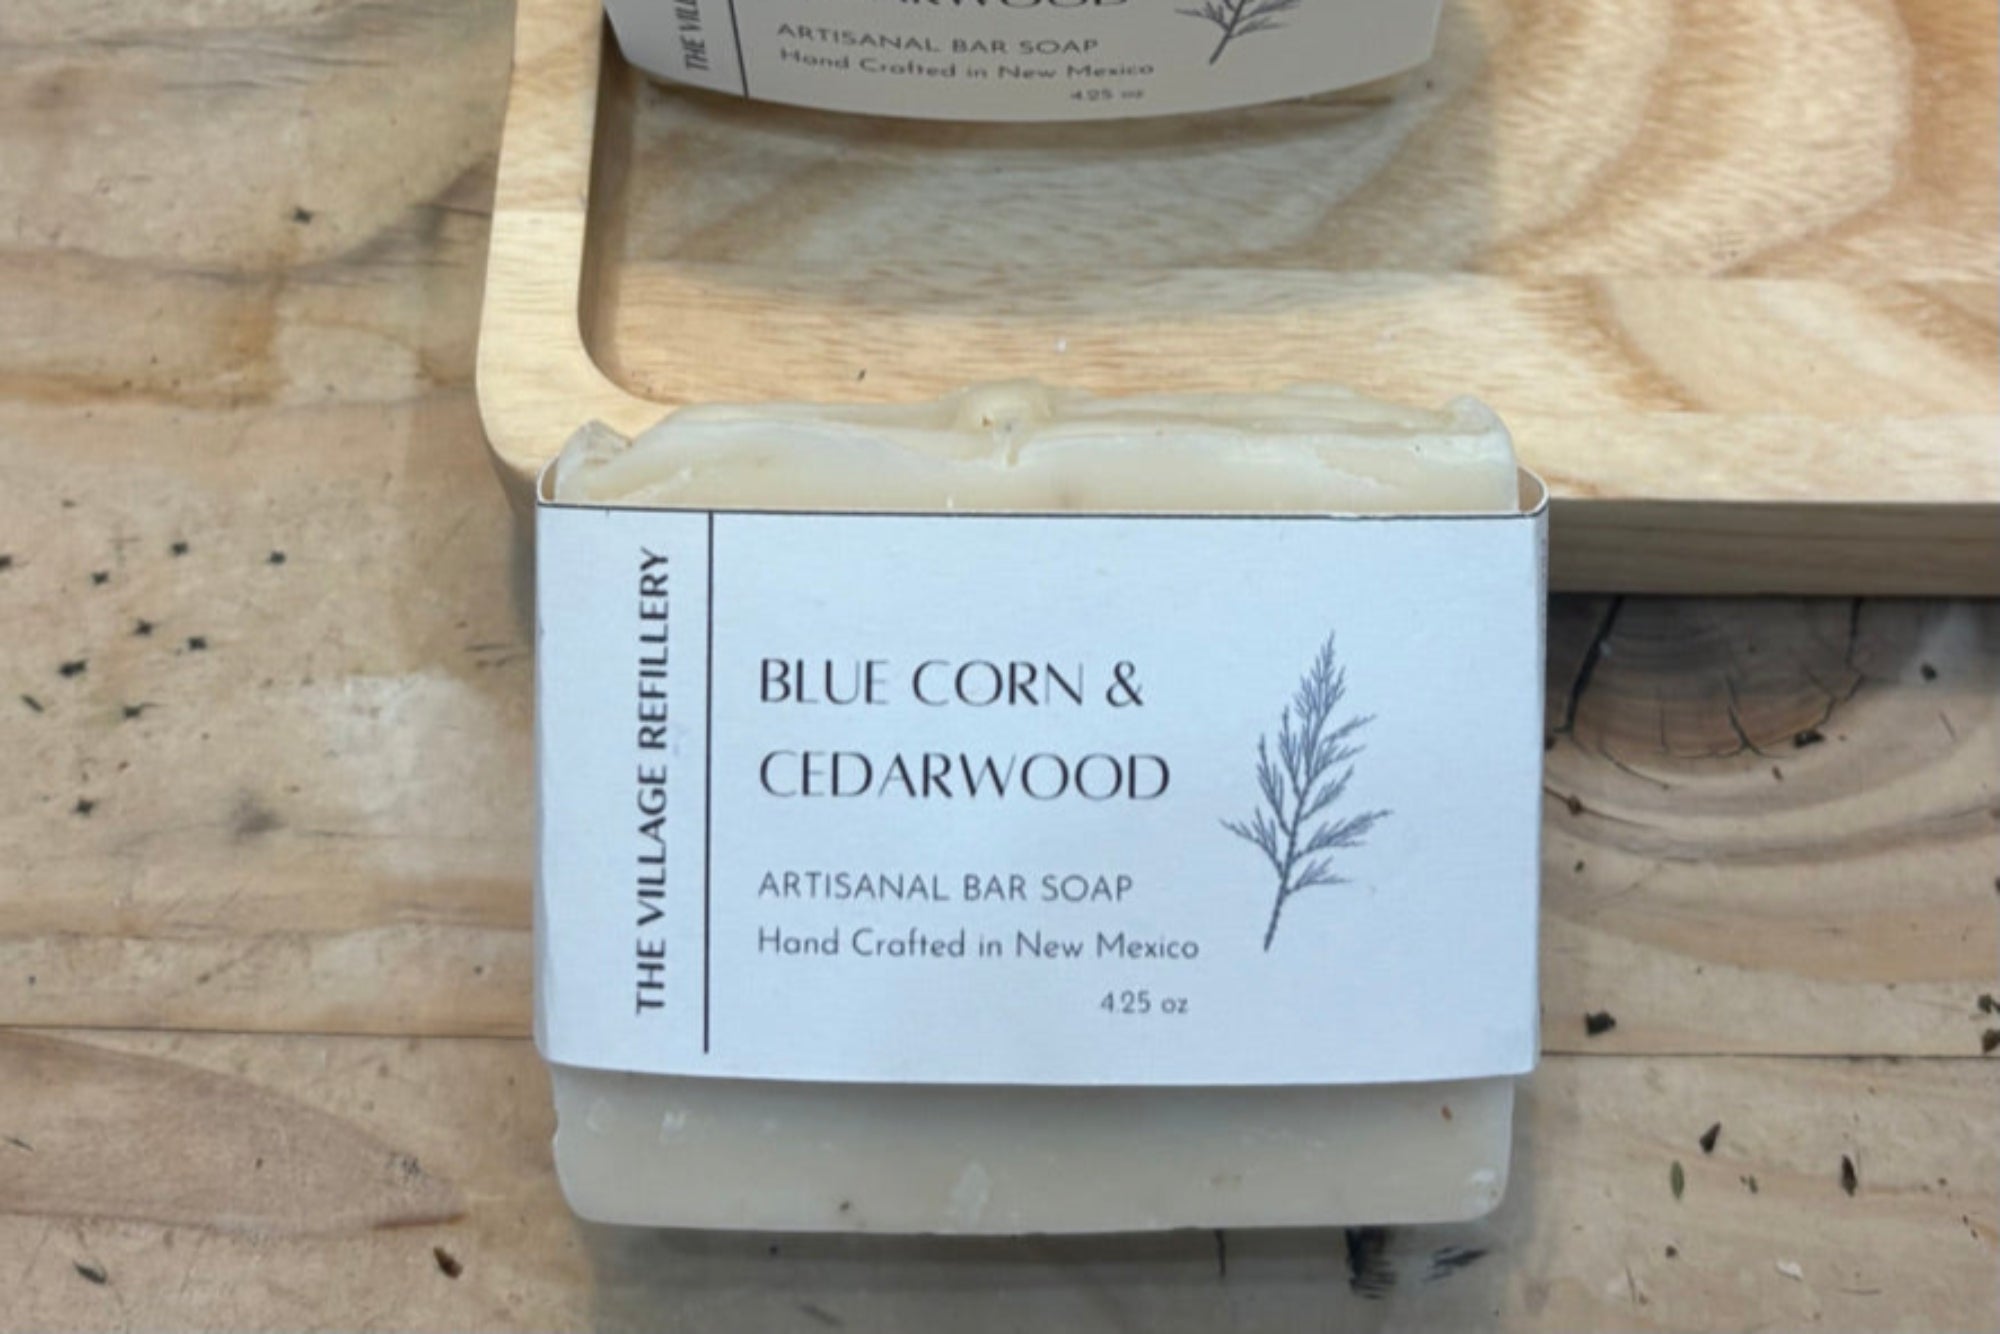 THE
ARTISANAL BAR SOAP
Hand Crafted in New Mexico
4.25 oz
THE VILLAGE REFILLERY
BLUE CORN &
CEDARWOOD
ARTISANAL BAR SOAP
Hand Crafted in New Mexico
4.25 oz